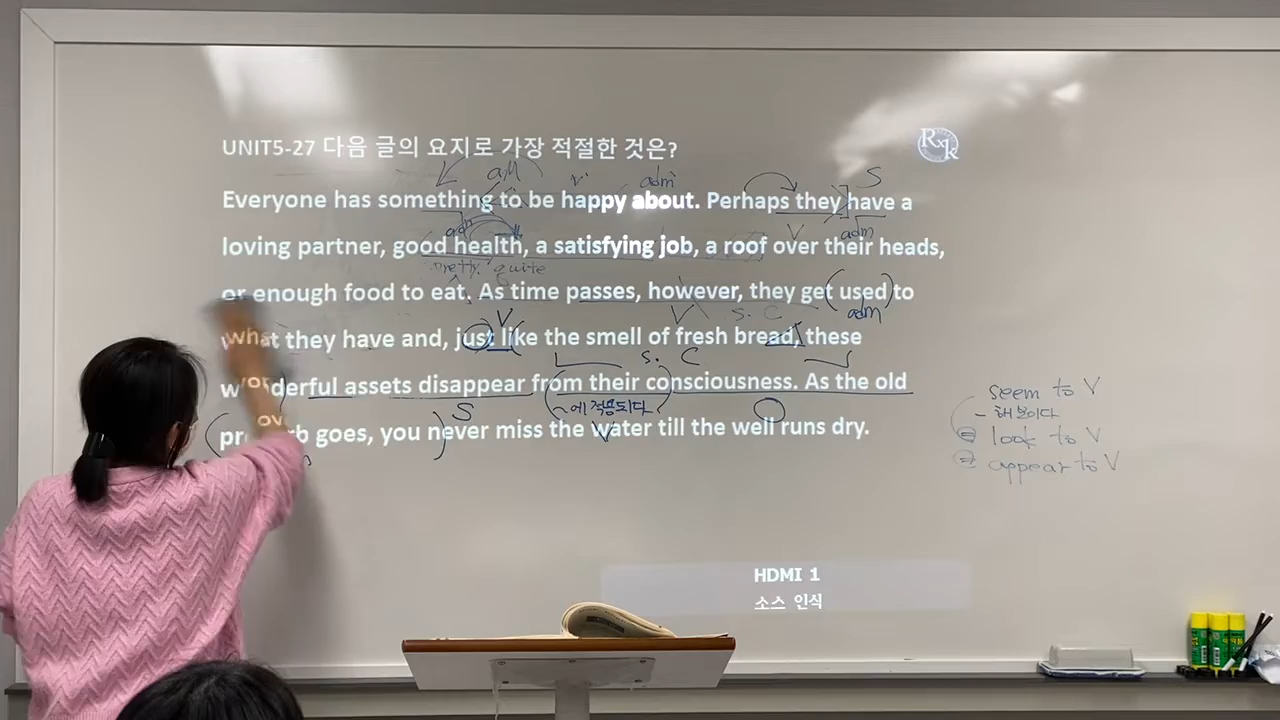 UNIT5-27 다음 글의 요지로 가장 적절한 것은?
RxK
Everyone has something to be happy about. Perhaps they have a
loving partner, good health, a satisfying job, a roof over their heads,
or enough food to eat. As time passes, however, they get used to
what they have and, just like the smell of fresh bread, these
wonderful assets disappear from their consciousness. As the old
proverb goes, you never miss the water till the well runs dry.
S
V
adm
pretty quite
adm
V
V
S. C
S. C
~에 적응되다
S
V
seem to V
look to V
appear to V
HDMI 1
소스 인식